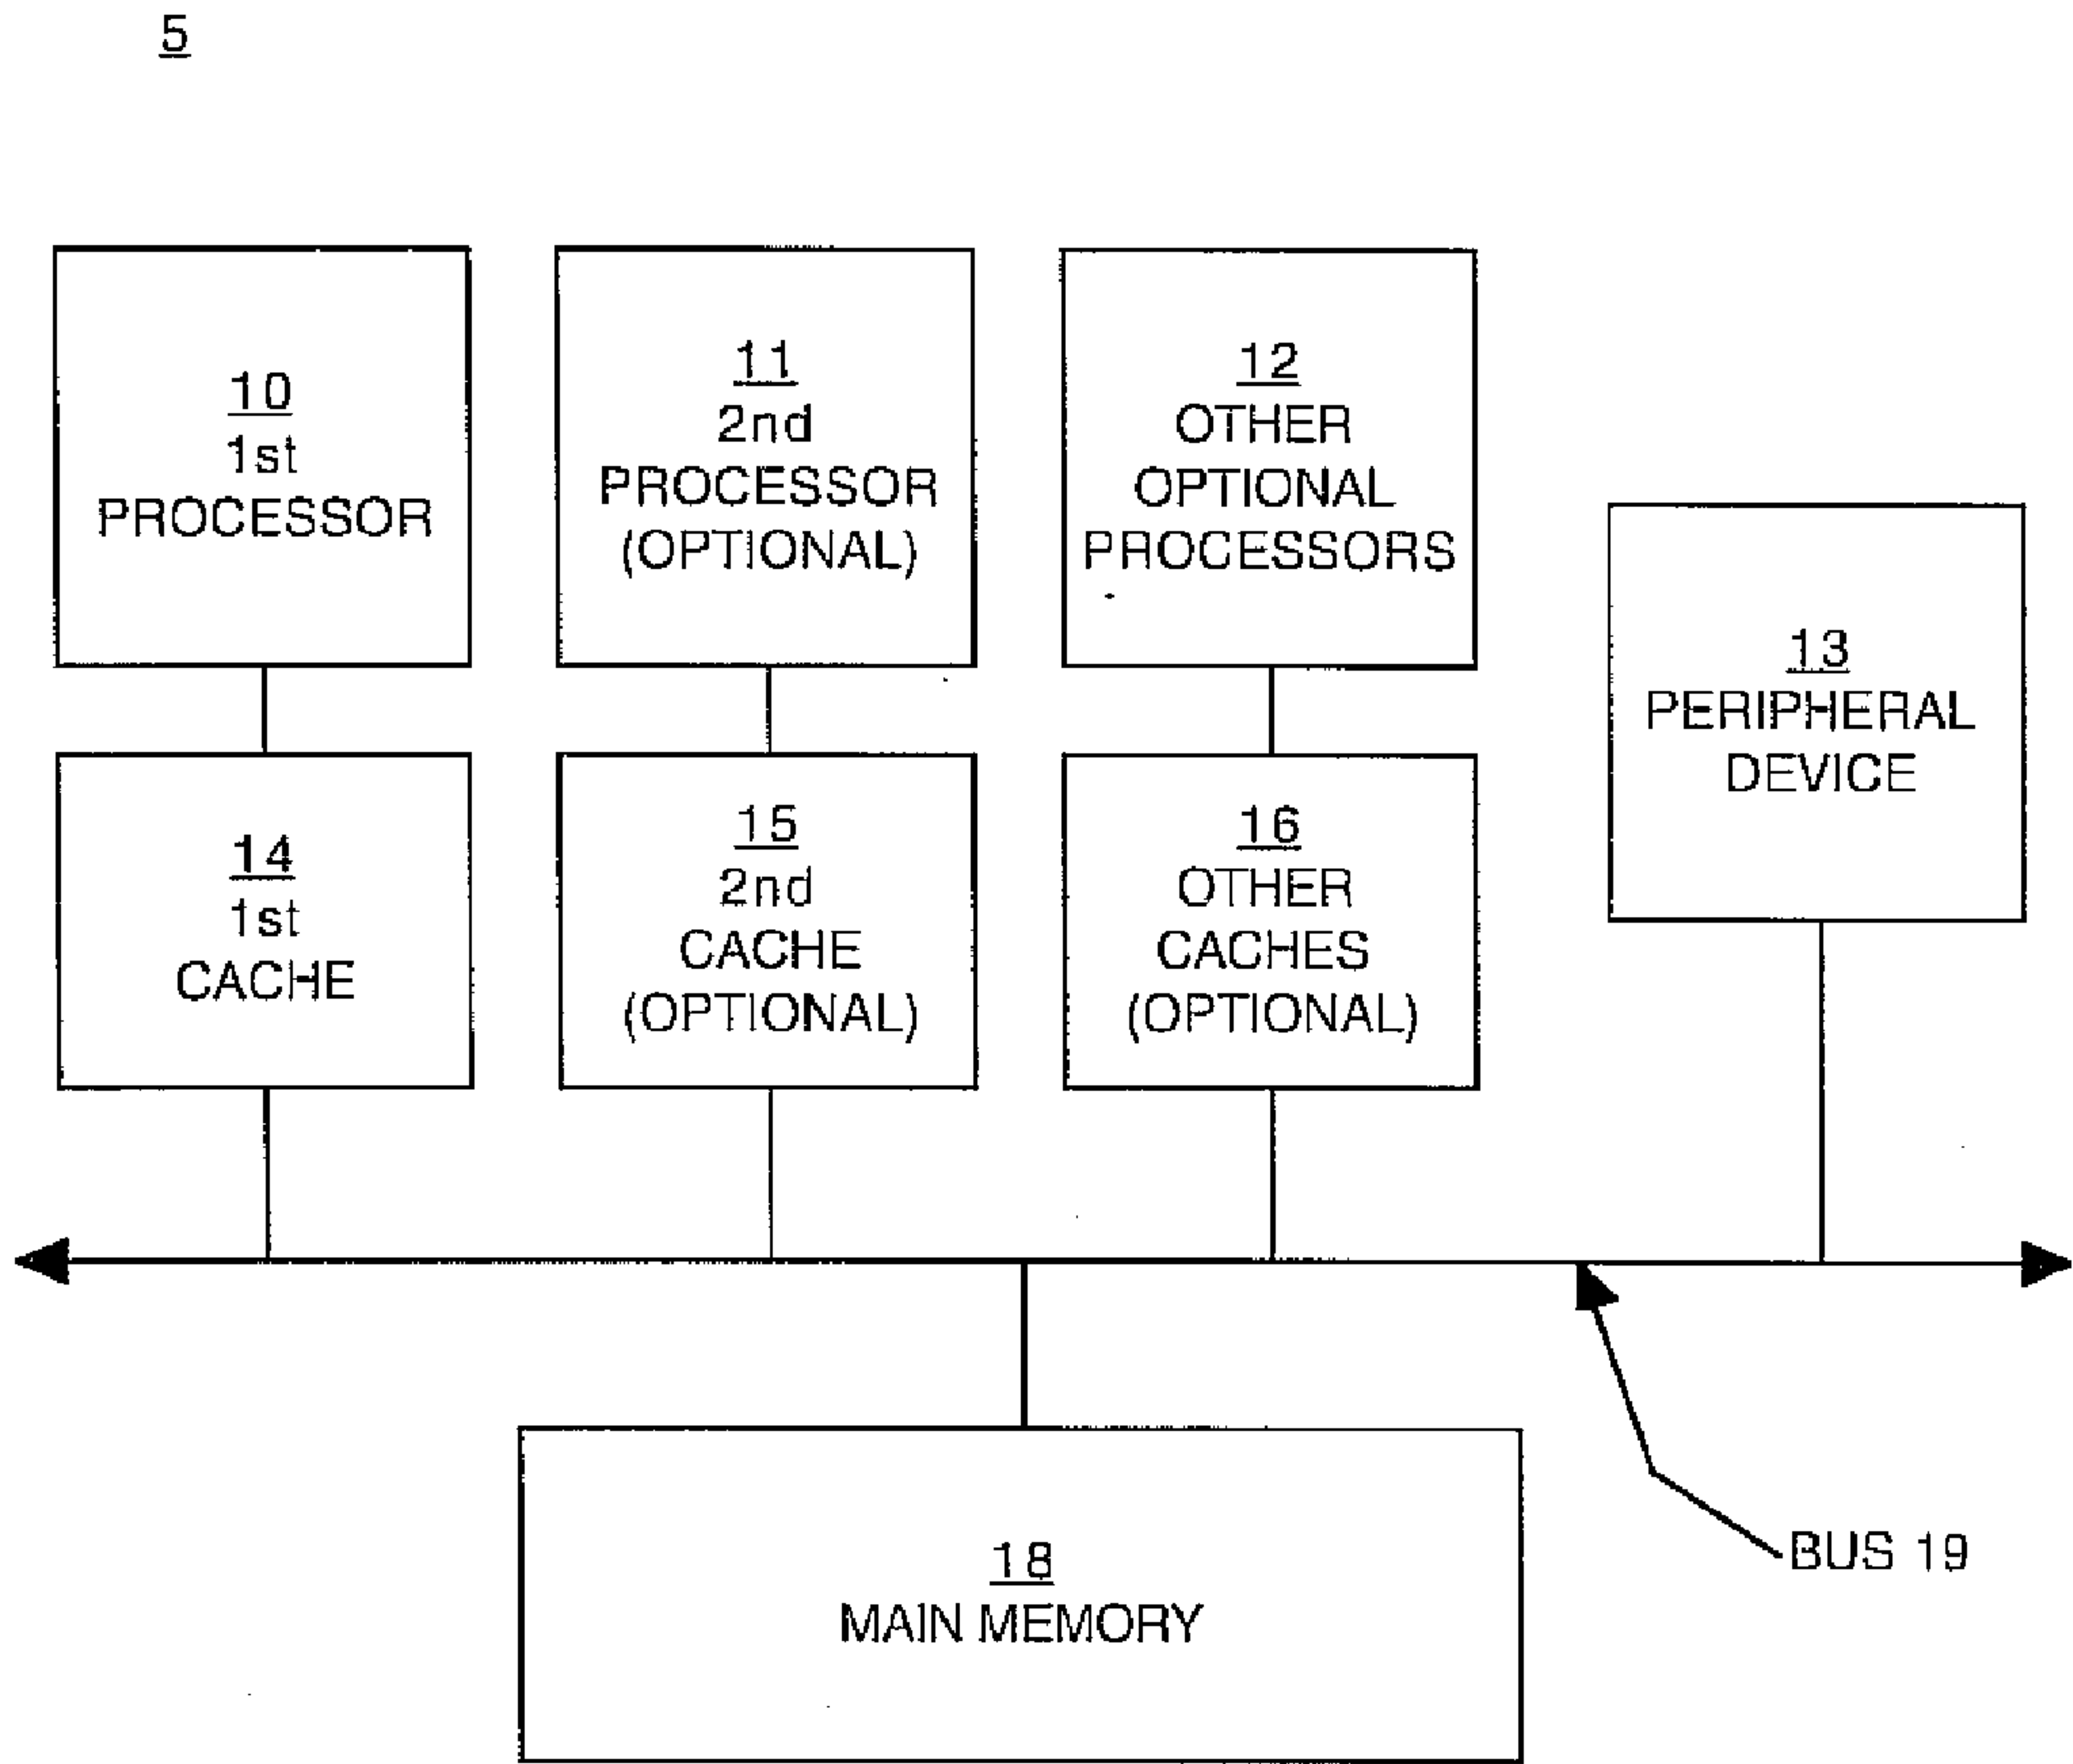 5
10
1st
PROCESSOR
11
2nd
PROCESSOR
(OPTIONAL)
12
OTHER
OPTIONAL
PROCESSORS
13
PERIPHERAL
DEVICE
14
1st
CACHE
15
2nd
CACHE
(OPTIONAL)
16
OTHER
CACHES
(OPTIONAL)
BUS 19
18
MAIN MEMORY